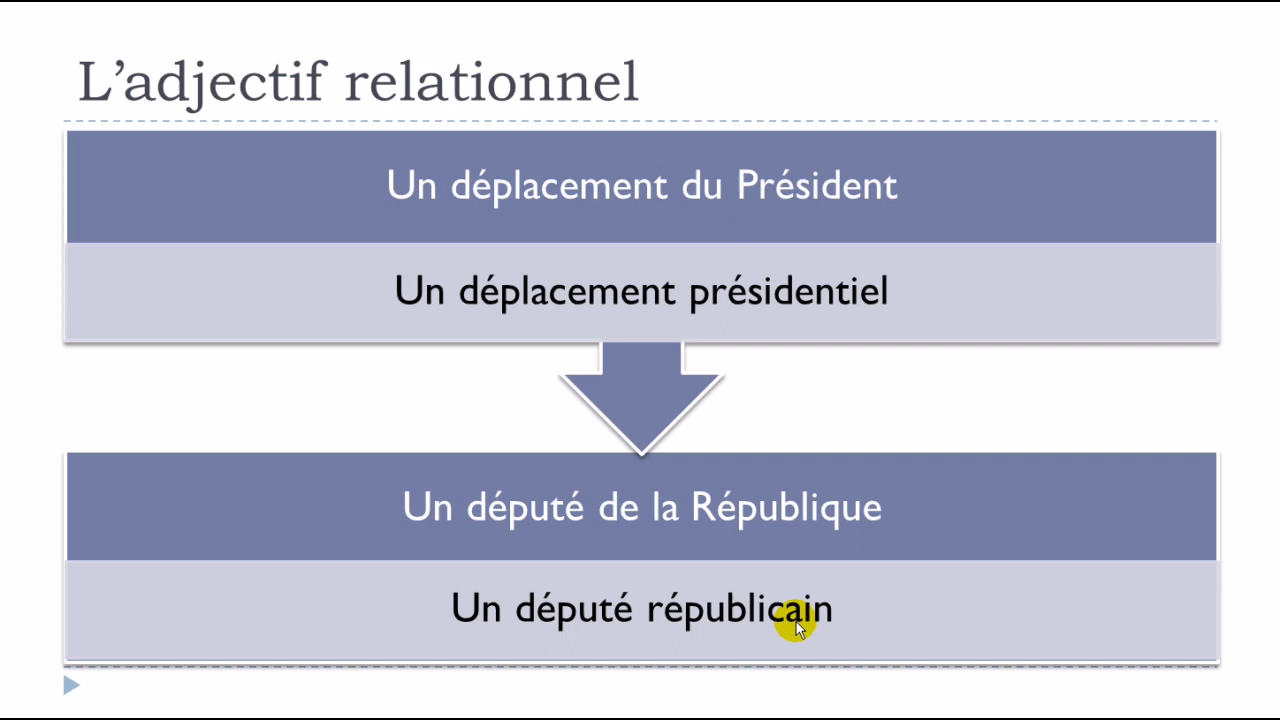 L’adjectif relationnel
Un déplacement du Président
Un déplacement présidentiel
Un député de la République
Un député républicain